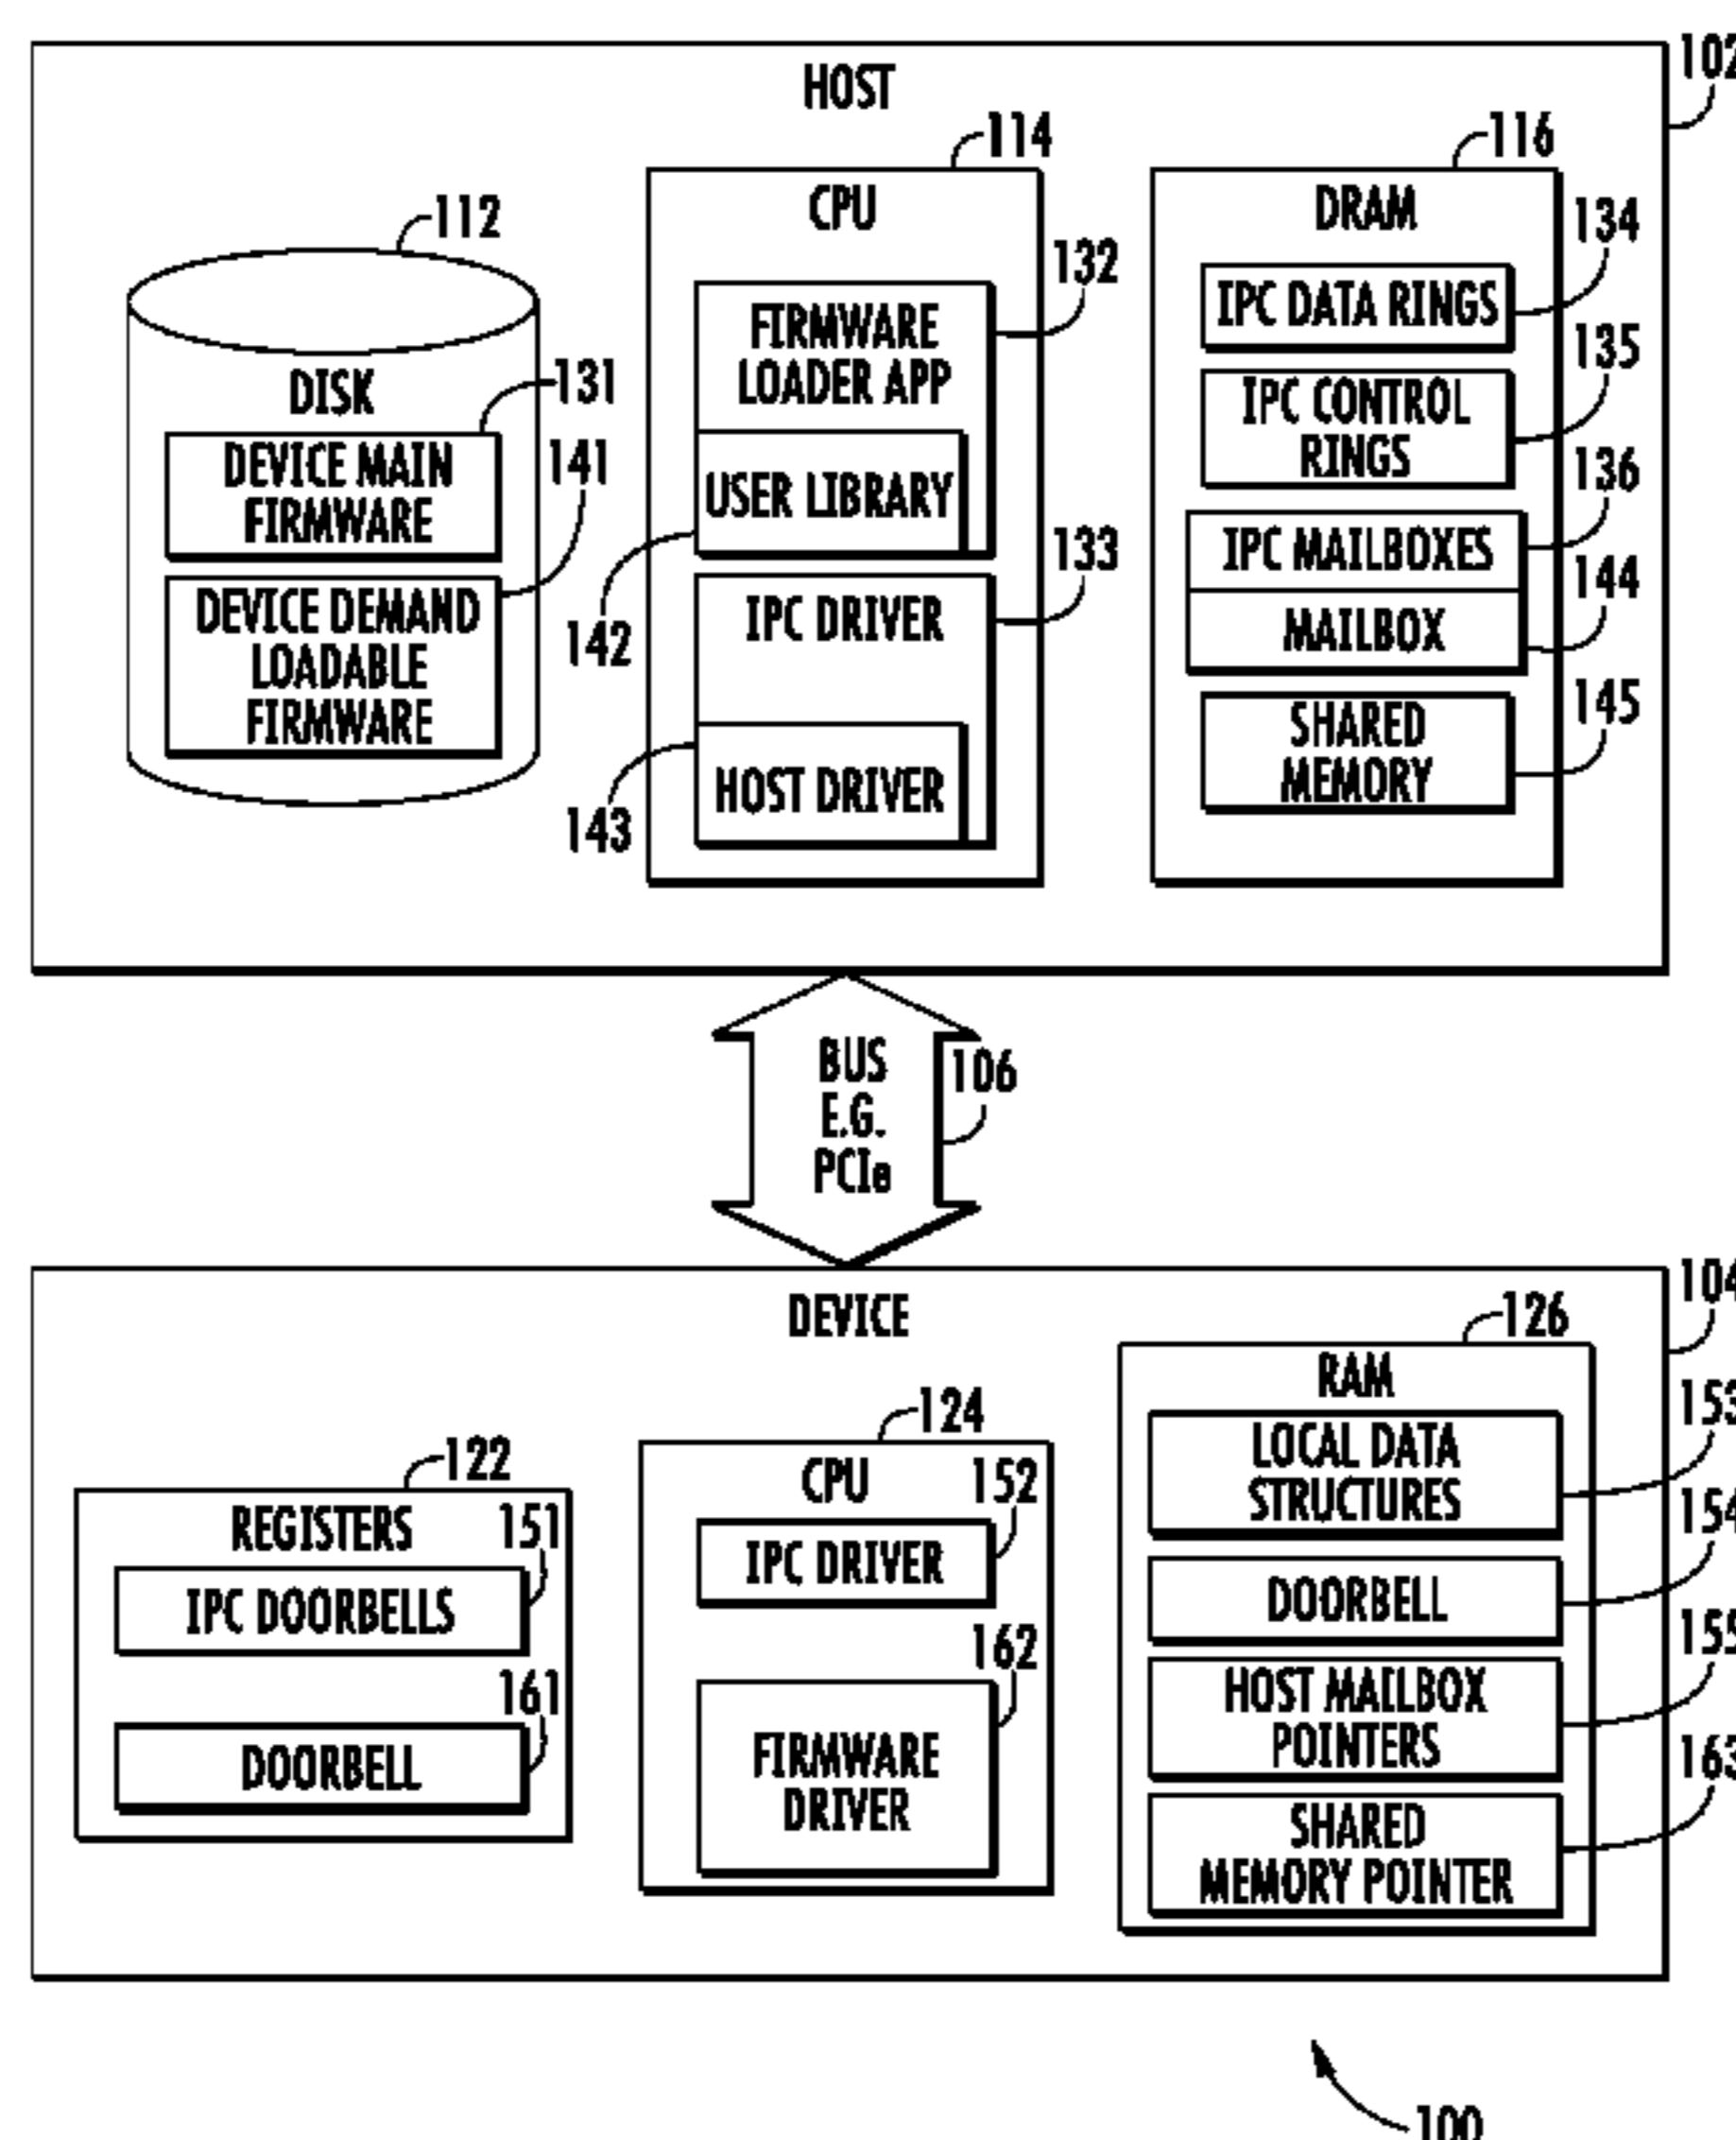 HOST
102
112
DISK
131
DEVICE MAIN
FIRMWARE
141
DEVICE DEMAND
LOADABLE
FIRMWARE
114
CPU
132
FIRMWARE
LOADER APP
USER LIBRARY
142
133
IPC DRIVER
HOST DRIVER
143
116
DRAM
134
IPC DATA RINGS
135
IPC CONTROL
RINGS
136
IPC MAILBOXES
144
MAILBOX
145
SHARED
MEMORY
BUS
E.G.
PCIe
106
DEVICE
104
122
REGISTERS
151
IPC DOORBELLS
161
DOORBELL
124
CPU
152
IPC DRIVER
162
FIRMWARE
DRIVER
126
RAM
153
LOCAL DATA
STRUCTURES
154
DOORBELL
155
HOST MAILBOX
POINTERS
163
SHARED
MEMORY POINTER
100